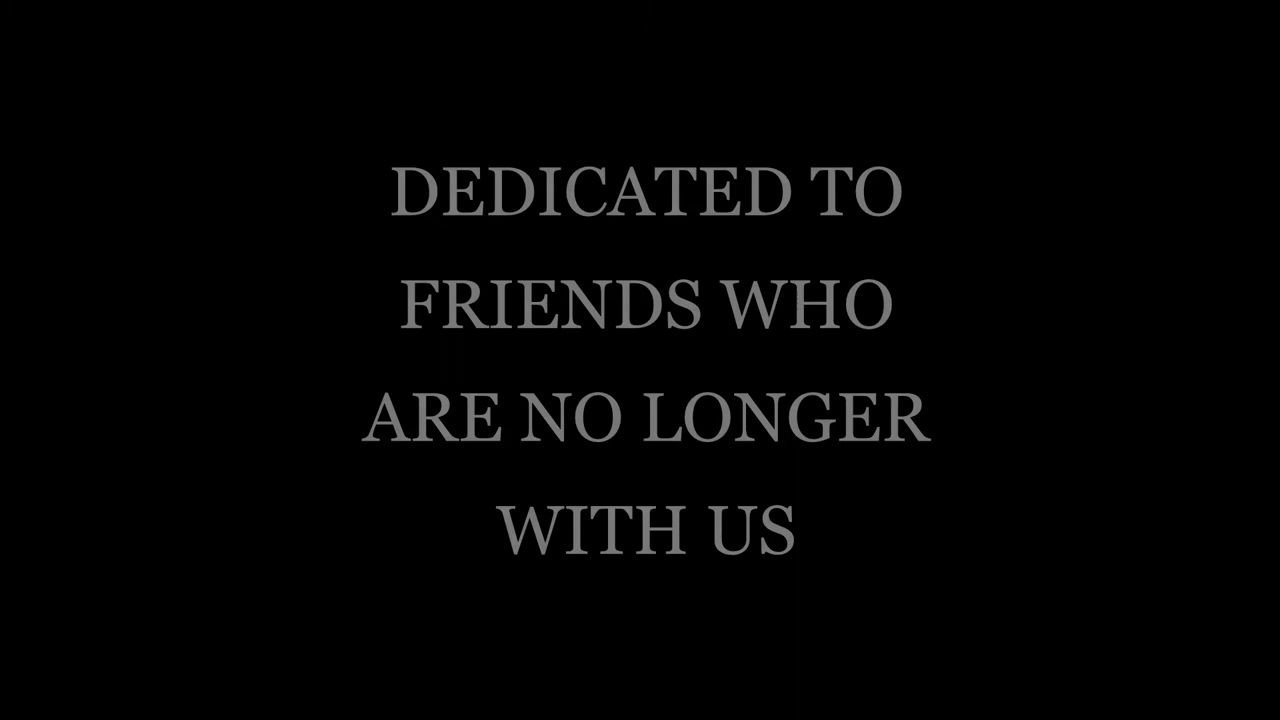 DEDICATED TO
FRIENDS WHO
ARE NO LONGER
WITH US